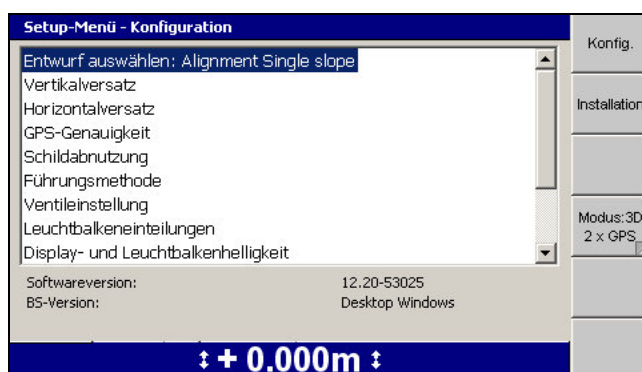 Setup-Menü - Konfiguration
Entwurf auswählen: Alignment Single slope
Vertikalversatz
Horizontalversatz
GPS-Genauigkeit
Schildabnutzung
Führungsmethode
Ventileinstellung
Leuchtbalkeneinteilungen
Display- und Leuchtbalkenhelligkeit
Softwareversion: 12.20-53025
BS-Version: Desktop Windows
+ 0.000m
Konfig.
Installation
Modus:3D
2 x GPS